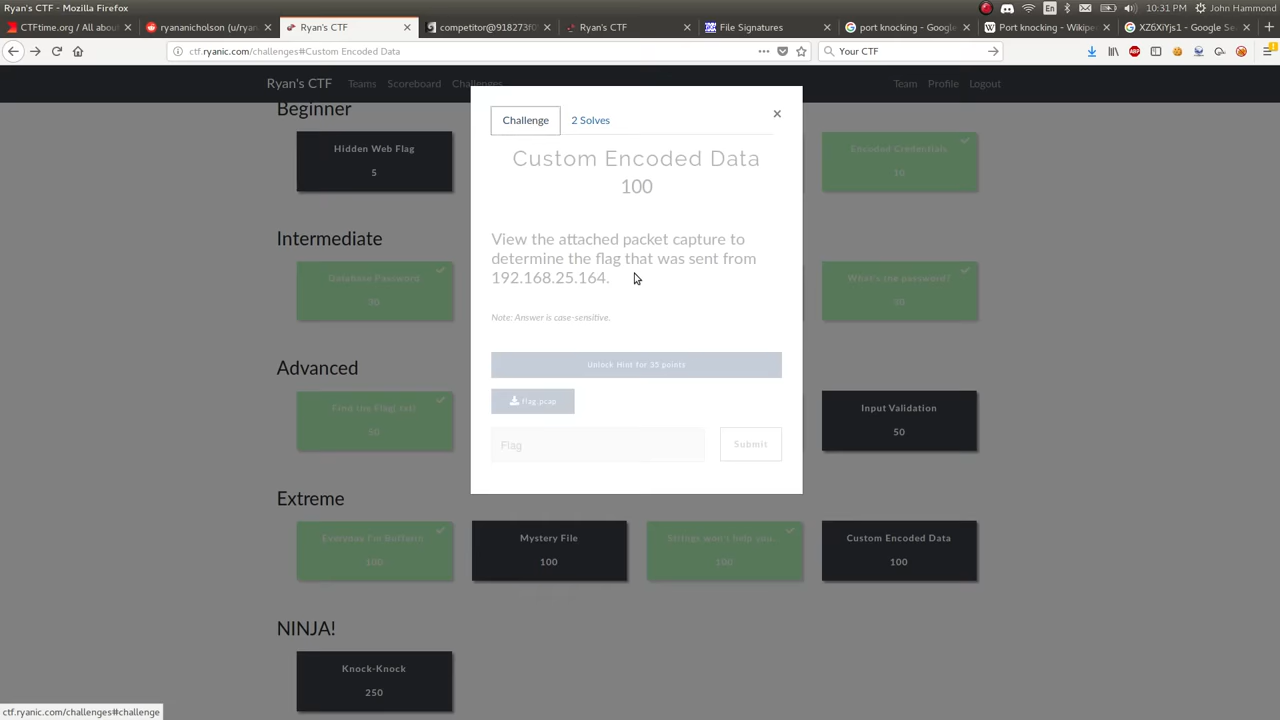 Ryan's CTF - Mozilla Firefox
En
10:31 PM
John Hammond
CTFtime.org / All about
ryananicholson (u/ryan
Ryan's CTF
competitor@918273f0
Ryan's CTF
File Signatures
port knocking - Google
Port knocking - Wikipe
XZ6XiYjs1 - Google Se
ctf.ryanic.com/challenges#Custom Encoded Data
Your CTF
Ryan's CTF
Teams
Scoreboard
Challenges
Team
Profile
Logout
Beginner
Hidden Web Flag
5
Encoded Credentials
10
Challenge
2 Solves
×
Custom Encoded Data
100
View the attached packet capture to
determine the flag that was sent from
192.168.25.164.
Note: Answer is case-sensitive.
Unlock Hint for 35 points
flag.pcap
Flag
Submit
Intermediate
Database Password
30
What's the password?
Advanced
Find the Flag(.txt)
50
Input Validation
50
Extreme
Everyone I've Buttons
100
Mystery File
100
Strings won't help you
100
Custom Encoded Data
100
NINJA!
Knock-Knock
250
ctf.ryanic.com/challenges#challenge